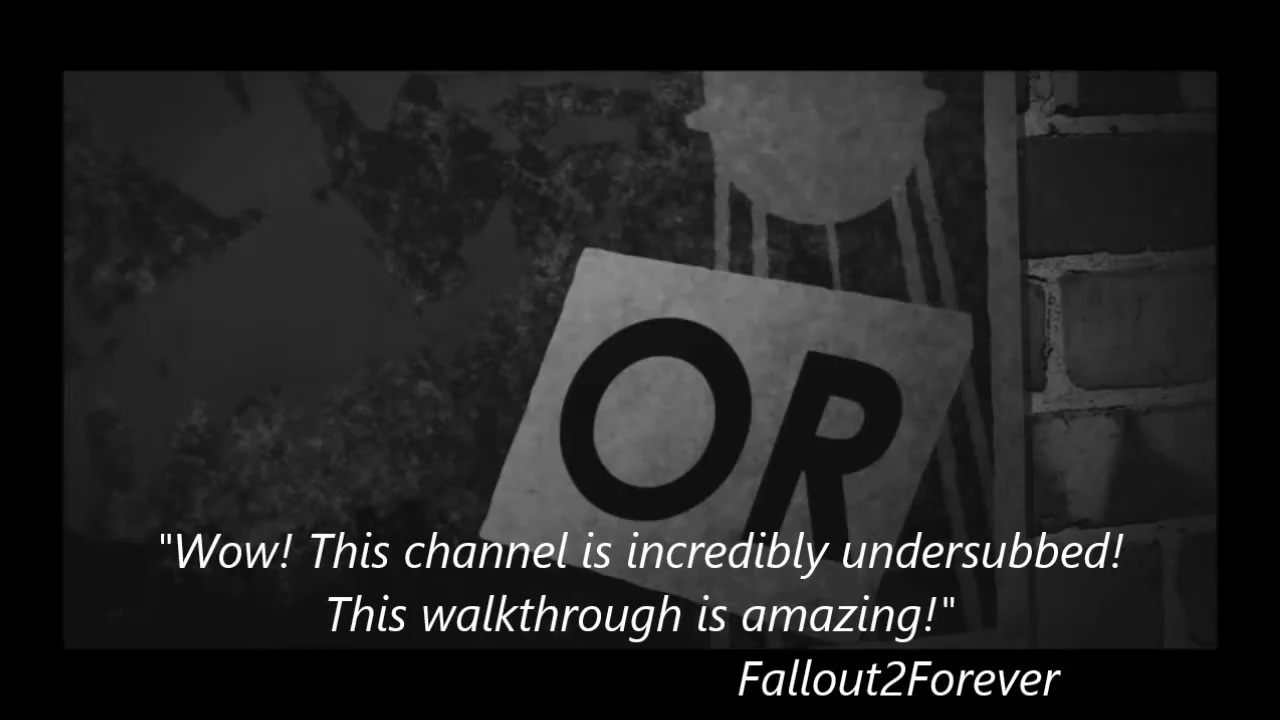 OR
"Wow! This channel is incredibly undersubbed!
This walkthrough is amazing!"
Fallout2Forever